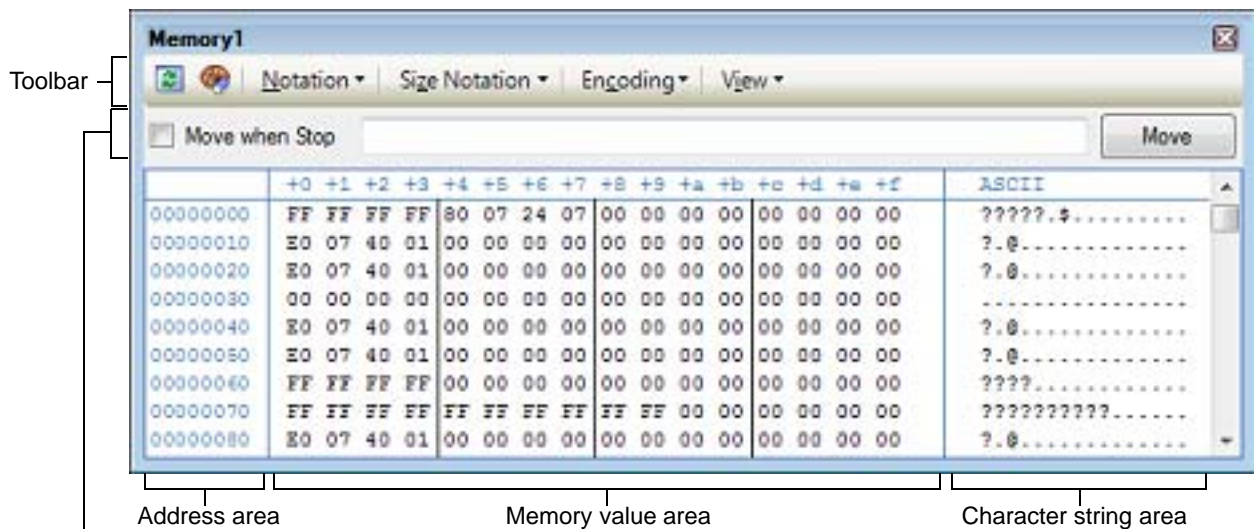 Memory1
Toolbar
Notation Size Notation Encoding View
Move when Stop Move
+0 +1 +2 +3 +4 +5 +6 +7 +8 +9 +a +b +c +d +e +f ASCII
00000000 FF FF FF FF 80 07 24 07 00 00 00 00 00 00 00 00 ?????.$.........
00000010 E0 07 40 01 00 00 00 00 00 00 00 00 00 00 00 00 ?.@.............
00000020 E0 07 40 01 00 00 00 00 00 00 00 00 00 00 00 00 ?.@.............
00000030 00 00 00 00 00 00 00 00 00 00 00 00 00 00 00 00 ................
00000040 E0 07 40 01 00 00 00 00 00 00 00 00 00 00 00 00 ?.@.............
00000050 E0 07 40 01 00 00 00 00 00 00 00 00 00 00 00 00 ?.@.............
00000060 FF FF FF FF 00 00 00 00 00 00 00 00 00 00 00 00 ????............
00000070 FF FF FF FF FF FF FF FF FF FF 00 00 00 00 00 00 ??????????......
00000080 E0 07 40 01 00 00 00 00 00 00 00 00 00 00 00 00 ?.@.............
Address area Memory value area Character string area